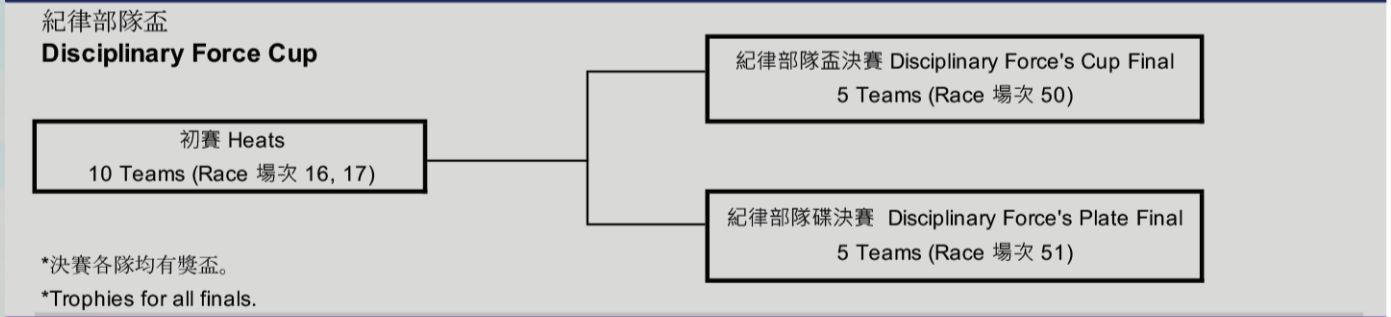 紀律部隊盃
Disciplinary Force Cup
初賽 Heats
10 Teams (Race 場次 16, 17)
紀律部隊盃決賽 Disciplinary Force's Cup Final
5 Teams (Race 場次 50)
紀律部隊碟決賽 Disciplinary Force's Plate Final
5 Teams (Race 場次 51)
*決賽各隊均有獎盃。
*Trophies for all finals.